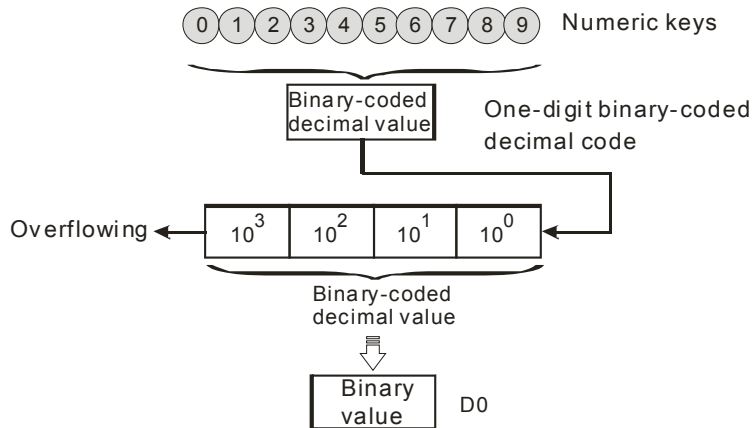 0 1 2 3 4 5 6 7 8 9 Numeric keys
Binary-coded
decimal value
One-digit binary-coded
decimal code
Overflowing
10^3 10^2 10^1 10^0
Binary-coded
decimal value
Binary
value
D0